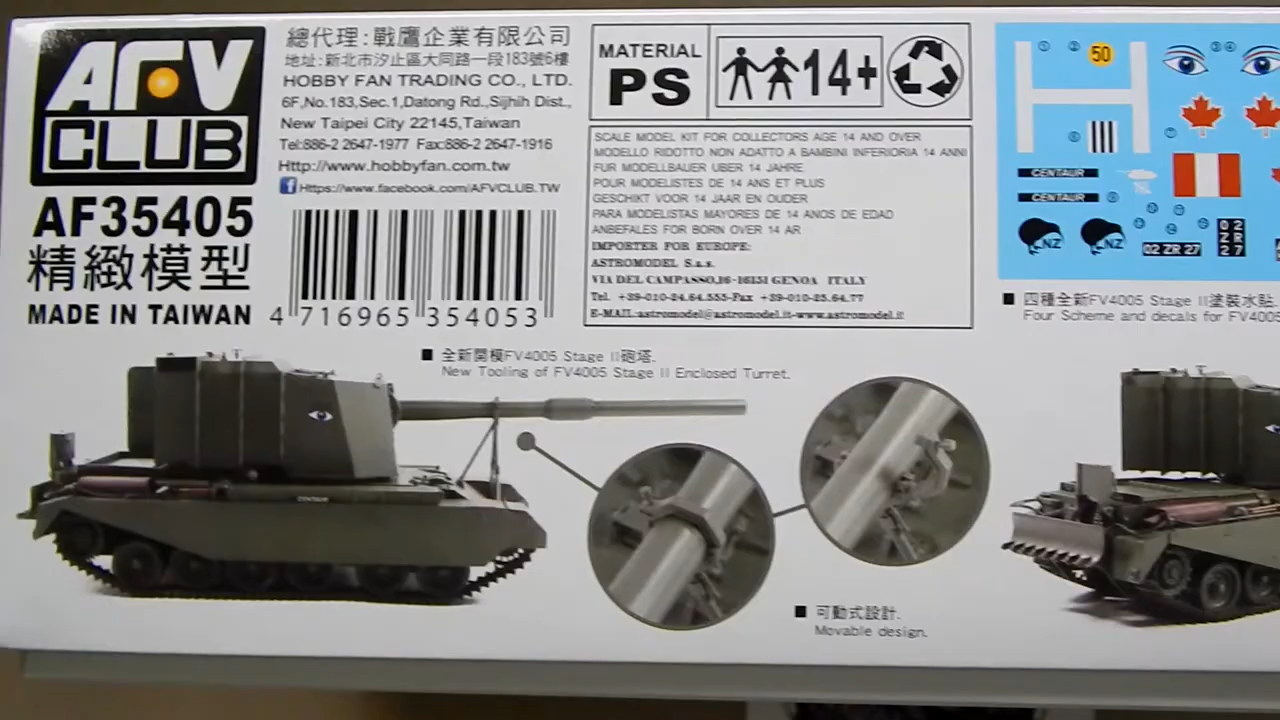 AFV
CLUB
AF35405
精緻模型
MADE IN TAIWAN
總代理:戰鷹企業有限公司
地址:新北市汐止區大同路一段183號6樓
HOBBY FAN TRADING CO., LTD.
6F,No.183,Sec.1,Datong Rd.,Sijhih Dist.,
New Taipei City 22145,Taiwan
Tel:886-2 2647-1977 Fax:886-2 2647-1916
Http://www.hobbyfan.com.tw
Https://www.facebook.com/AFVCLUB.TW
4 716965 354053
MATERIAL
PS
14+
SCALE MODEL KIT FOR COLLECTORS AGE 14 AND OVER
MODELLO RIDOTTO NON ADATTO A BAMBINI INFERIORIA 14 ANNI
FUR MODELLBAUER UBER 14 JAHRE
POUR MODELISTES DE 14 ANS ET PLUS
GESCHIKT VOOR 14 JAAR EN OUDER
PARA MODELISTAS MAYORES DE 14 ANOS DE EDAD
ANBEFALES FOR BORN OVER 14 AR
IMPORTER FOR EUROPE:
ASTROMODEL S.a.s.
VIA DEL CAMPASSO,36-16151 GENOA ITALY
Tel. +39-010-24.64.555-Fax +39-010-25.64.77
E-MAIL:astromodel@astromodel.it-www.astromodel.it
① ② 50 ③④
CENTAUR
CENTAUR
NZ NZ
02 ZR 27
02
ZR
27
■ 四種全新FV4005 Stage II塗裝水貼.
Four Scheme and decals for FV4005
■ 全新開模FV4005 Stage II砲塔.
New Tooling of FV4005 Stage II Enclosed Turret.
CENTAUR
■ 可動式設計.
Movable design.